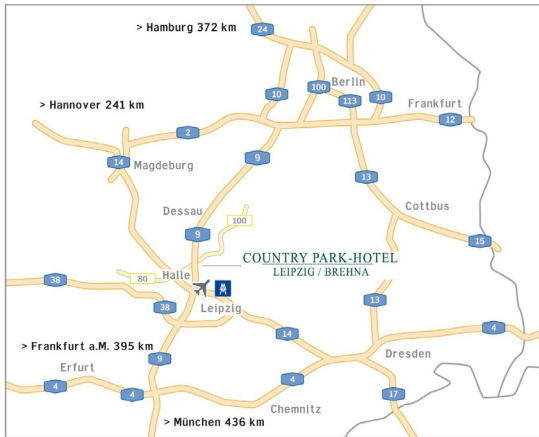 > Hamburg 372 km
24
Berlin
100
113
10
10
> Hannover 241 km
Frankfurt
12
2
14
Magdeburg
9
13
Dessau
Cottbus
100
9
15
COUNTRY PARK-HOTEL
LEIPZIG / BREHNA
Halle
80
38
38
Leipzig
13
14
4
> Frankfurt a.M. 395 km
9
Dresden
Erfurt
4
4
4
17
Chemnitz
> München 436 km